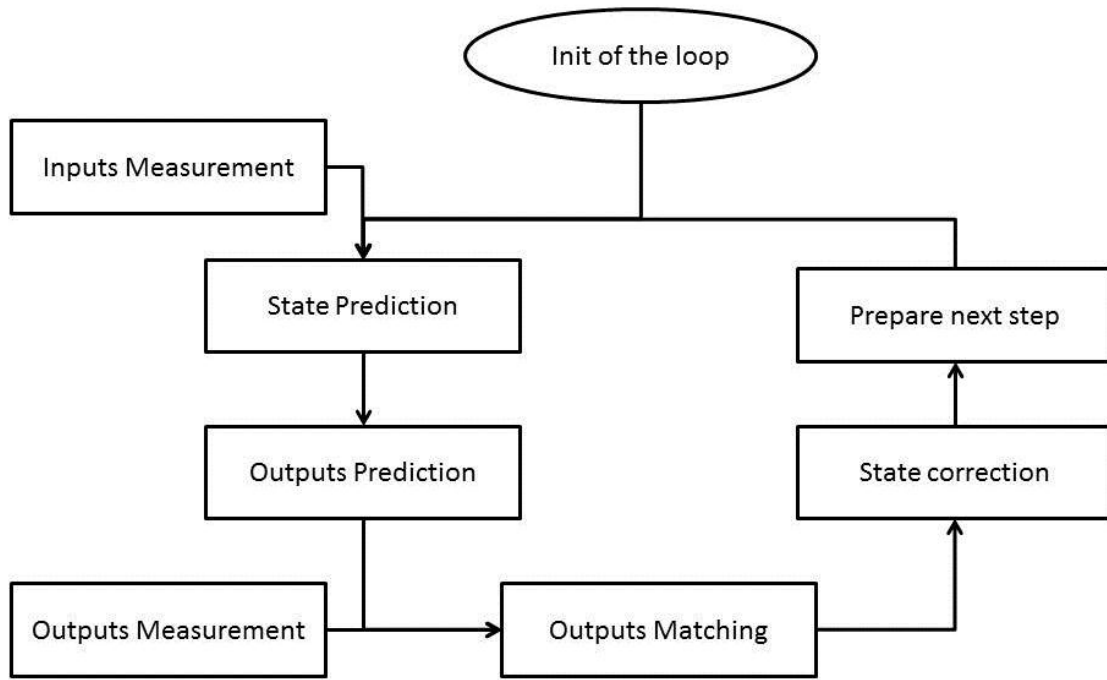 Init of the loop
Inputs Measurement
State Prediction
Prepare next step
Outputs Prediction
State correction
Outputs Measurement
Outputs Matching